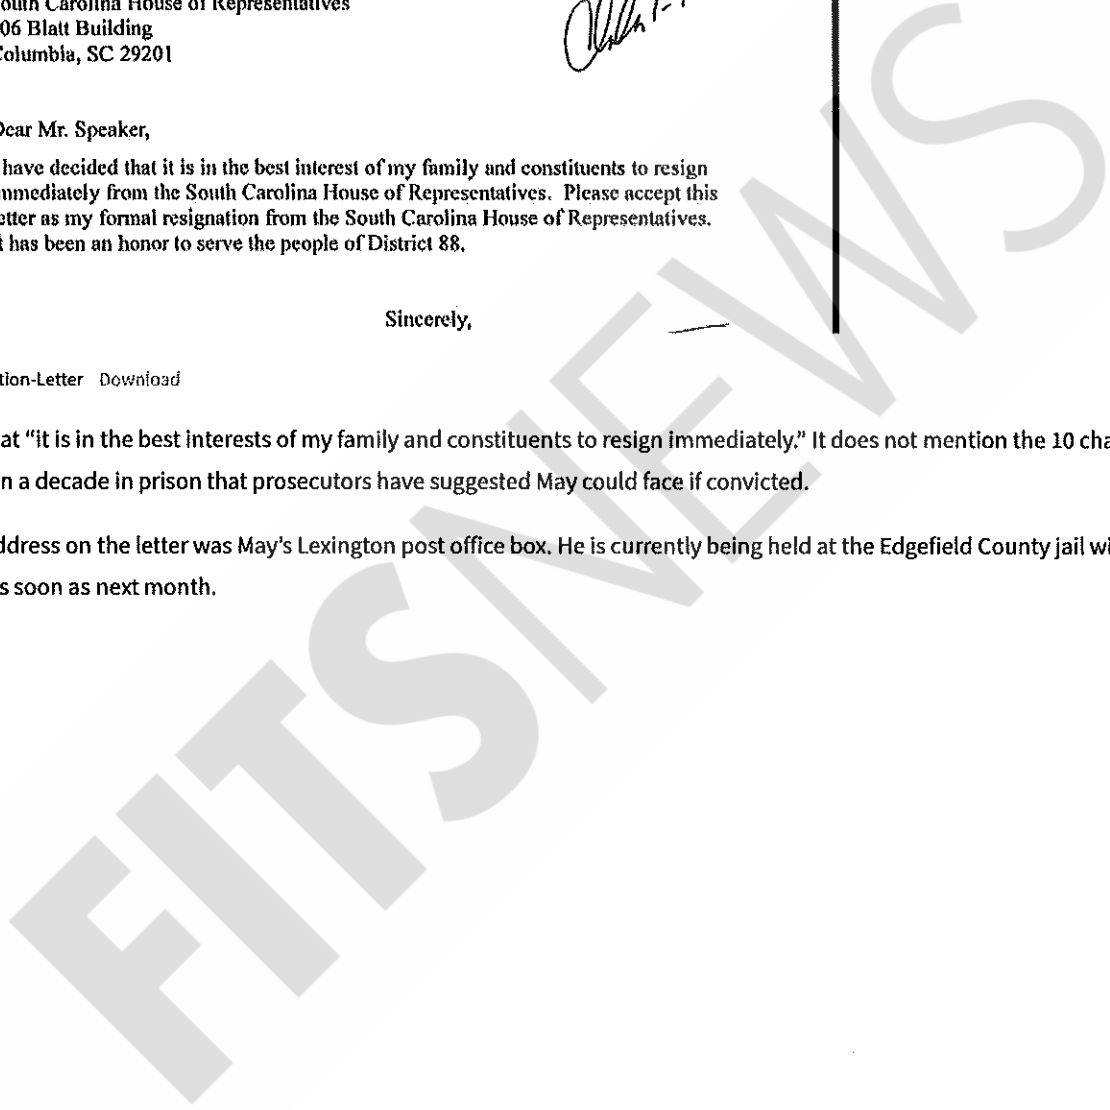 outh Carolina House of Representatives
06 Blatt Building
Columbia, SC 29201
Dear Mr. Speaker,
have decided that it is in the best interest of my family and constituents to resign
mmediately from the South Carolina House of Representatives. Please accept this
etter as my formal resignation from the South Carolina House of Representatives.
t has been an honor to serve the people of District 88.
Sincerely,
tion-Letter Download
at “it is in the best interests of my family and constituents to resign immediately.” It does not mention the 10 cha
n a decade in prison that prosecutors have suggested May could face if convicted.
ddress on the letter was May’s Lexington post office box. He is currently being held at the Edgefield County jail wi
s soon as next month.
FITSNEWS